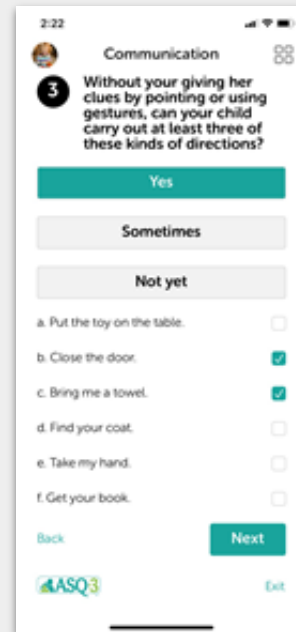 2:22
Communication
3
Without your giving her
clues by pointing or using
gestures, can your child
carry out at least three of
these kinds of directions?
Yes
Sometimes
Not yet
a. Put the toy on the table.
b. Close the door.
c. Bring me a towel.
d. Find your coat.
e. Take my hand.
f. Get your book.
Back
Next
ASQ3
Exit